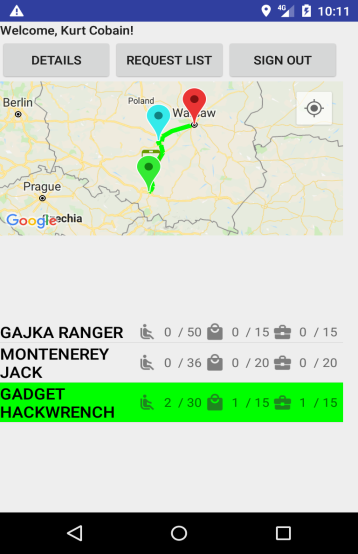 4G 10:11
Welcome, Kurt Cobain!
DETAILS REQUEST LIST SIGN OUT
Berlin
Poland
Warsaw
Prague
Google
Czechia
GAJKA RANGER 0 / 50 0 / 15 0 / 15
MONTENEREY
JACK 0 / 36 0 / 20 0 / 20
GADGET
HACKWRENCH 2 / 30 1 / 15 1 / 15